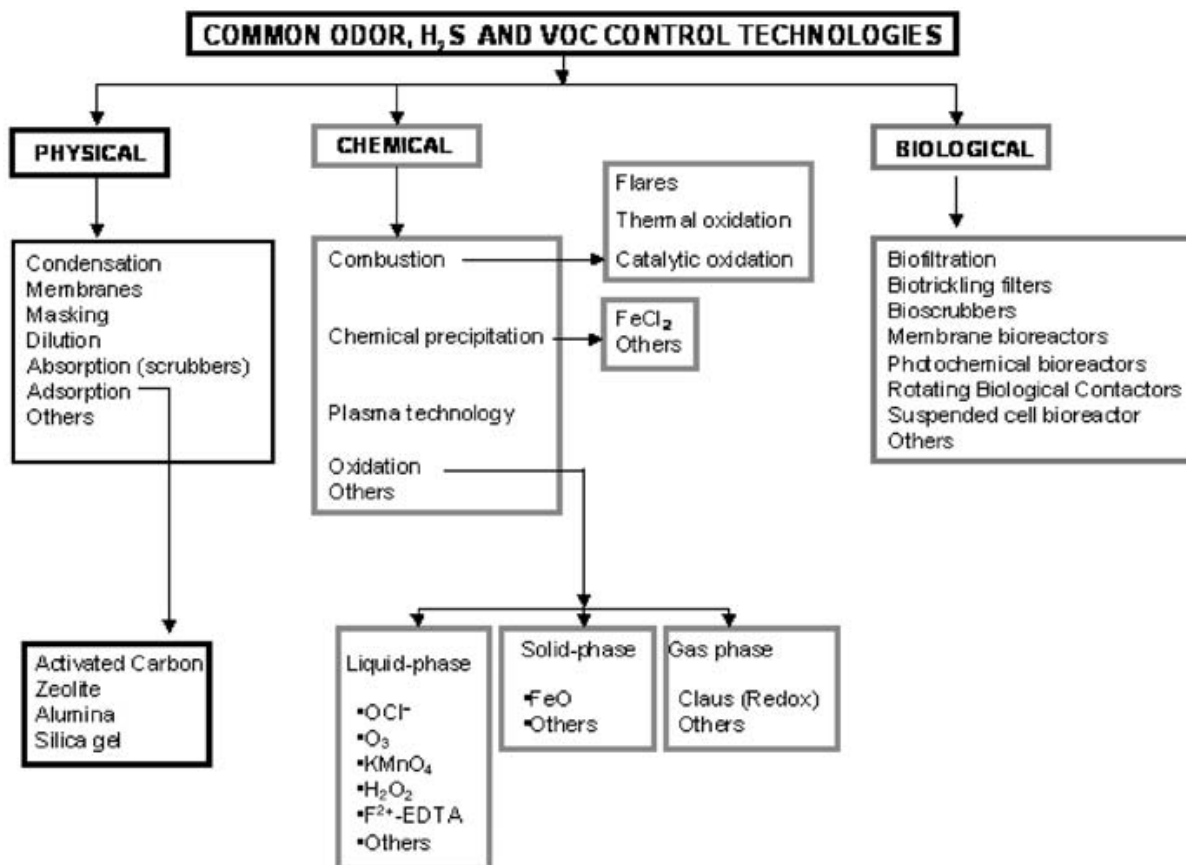 COMMON ODOR, H₂S AND VOC CONTROL TECHNOLOGIES
PHYSICAL
CHEMICAL
BIOLOGICAL
Condensation
Membranes
Masking
Dilution
Absorption (scrubbers)
Adsorption
Others
Activated Carbon
Zeolite
Alumina
Silica gel
Combustion
Chemical precipitation
Plasma technology
Oxidation
Others
Flares
Thermal oxidation
Catalytic oxidation
FeCl₂
Others
Liquid-phase
▪OCl⁻
▪O₃
▪KMnO₄
▪H₂O₂
▪F²⁺-EDTA
▪Others
Solid-phase
▪FeO
▪Others
Gas phase
Claus (Redox)
Others
Biofiltration
Biotrickling filters
Bioscrubbers
Membrane bioreactors
Photochemical bioreactors
Rotating Biological Contactors
Suspended cell bioreactor
Others